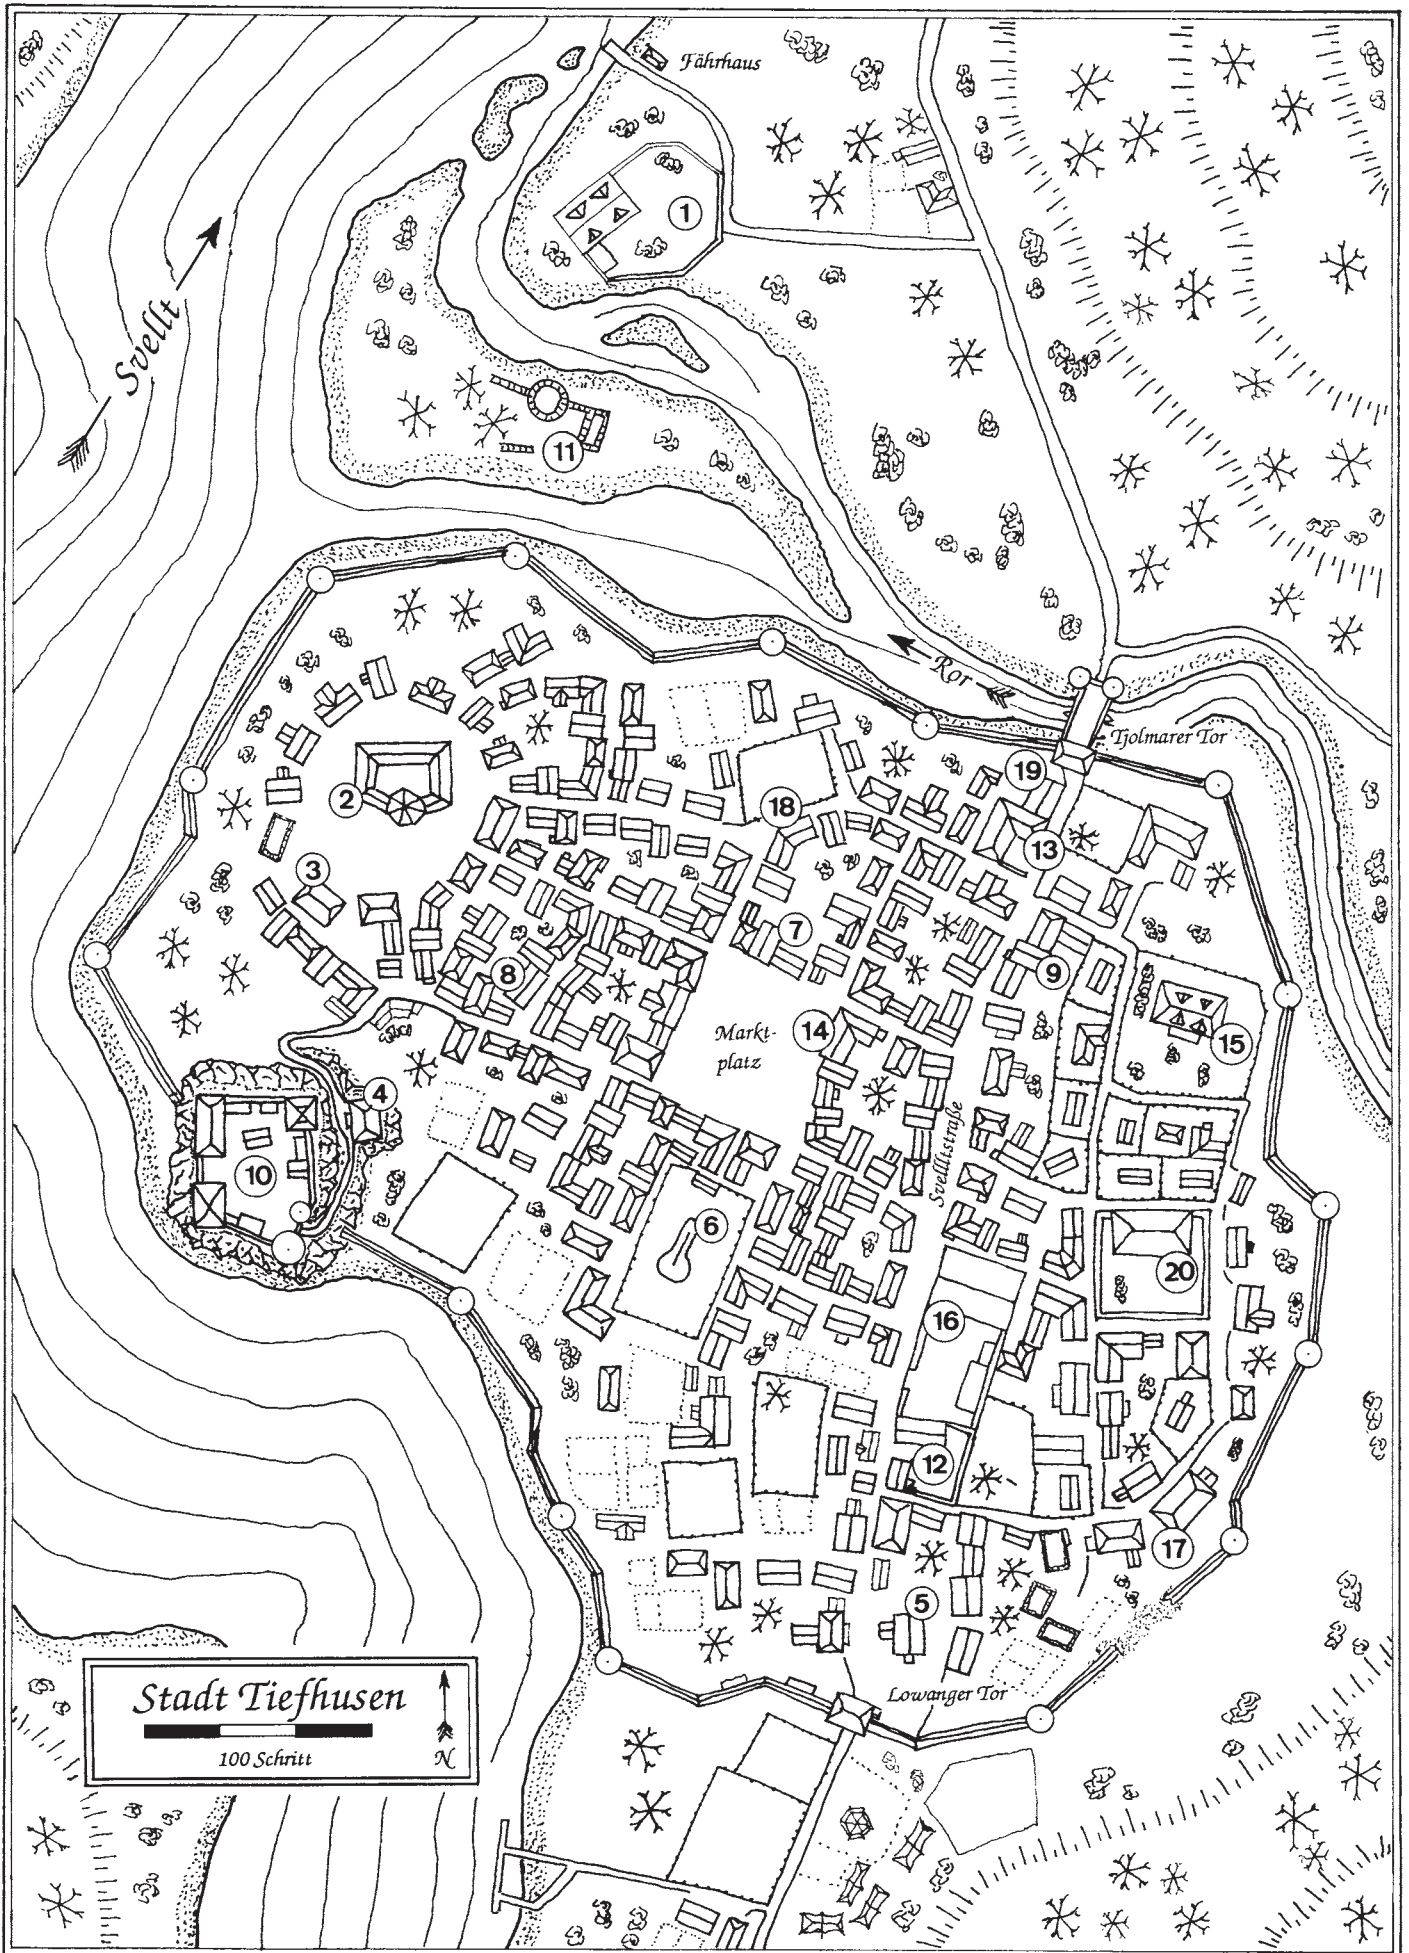 Fährhaus
1
Svellt
11
Ror
Tjolmarer Tor
19
2
18
13
3
7
8
9
14
Markt-
platz
15
4
Svelltstraße
10
6
20
16
12
17
5
Lowanger Tor
Stadt Tiefhusen
100 Schritt
N